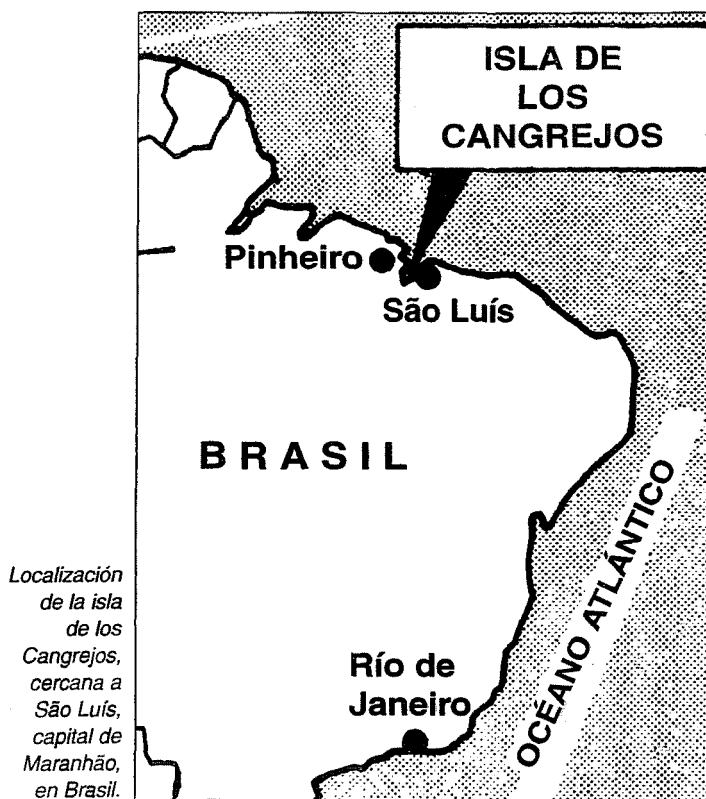 ISLA DE
LOS
CANGREJOS
Pinheiro
São Luís
BRASIL
OCÉANO ATLÁNTICO
Río de
Janeiro
Localización
de la isla
de los
Cangrejos,
cercana a
São Luís,
capital de
Maranhão,
en Brasil.